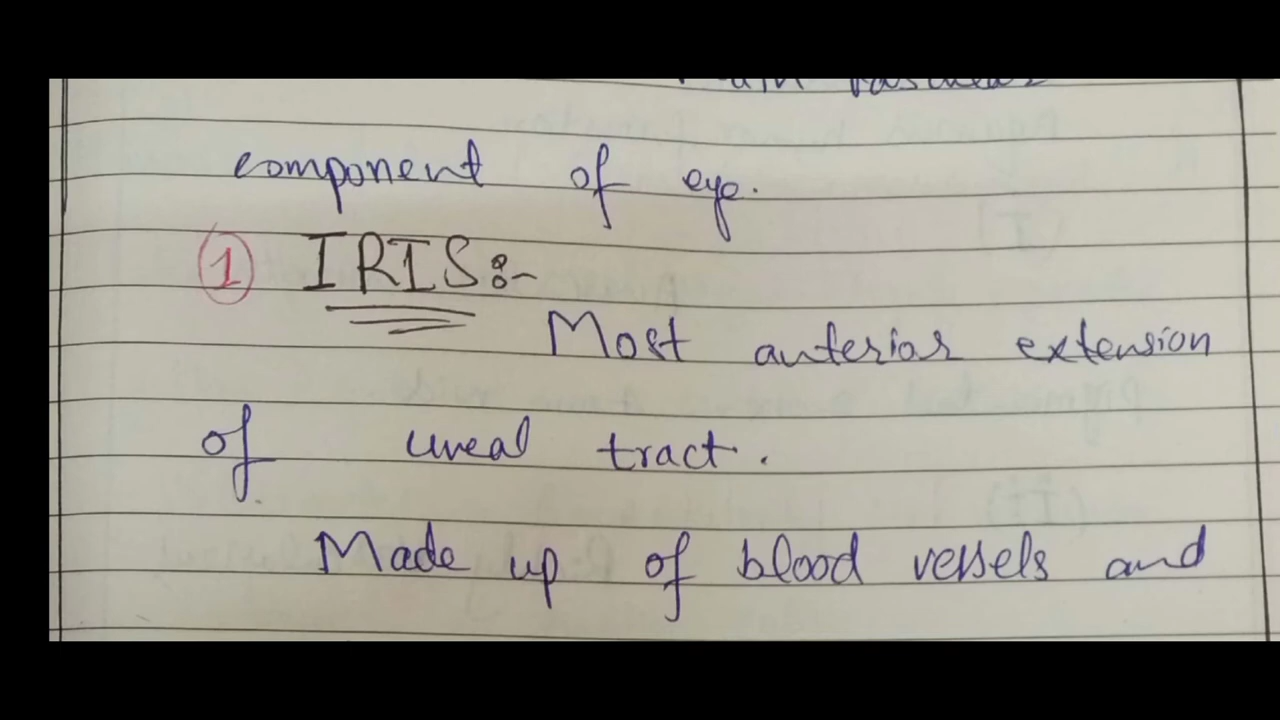 component of eye.
① IRIS:-
Most anterior extension
of uveal tract.
Made up of blood vessels and